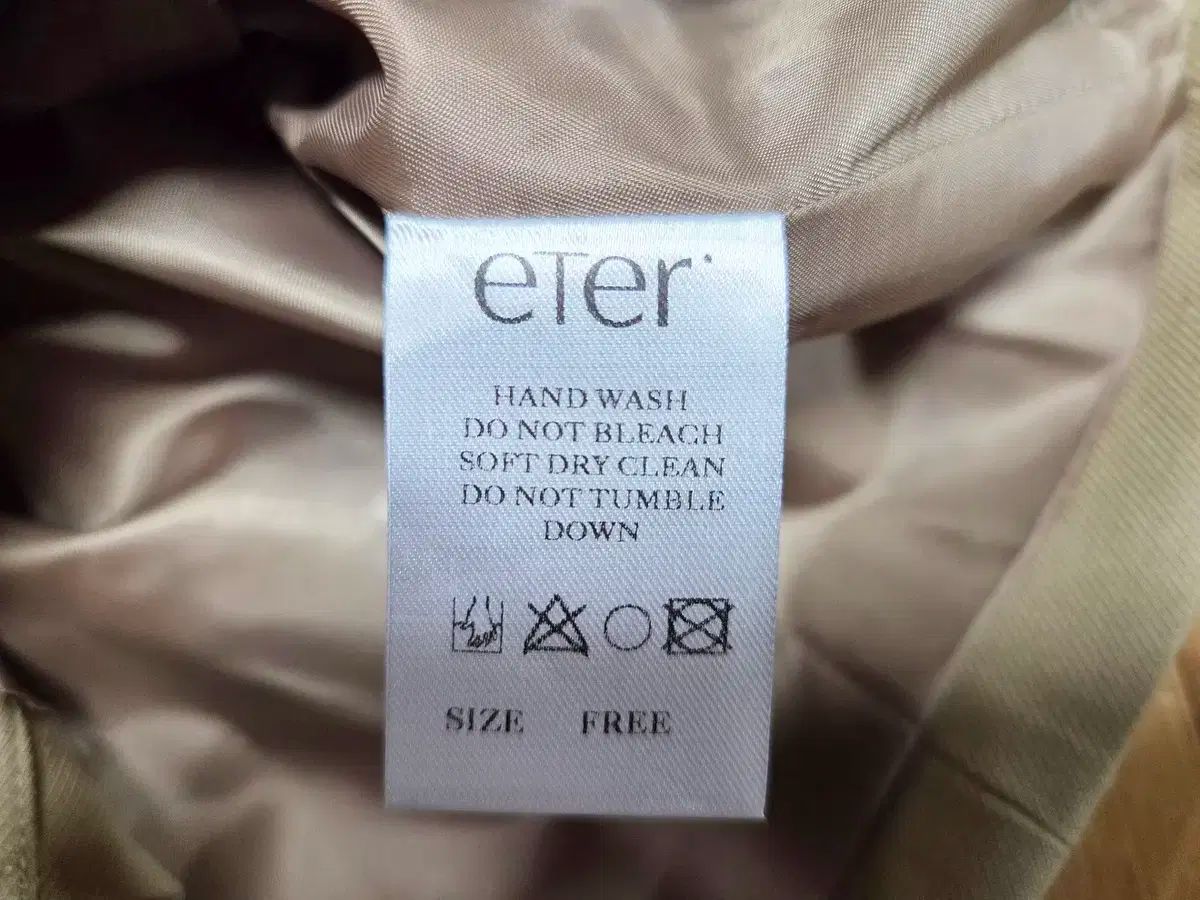 eTer
HAND WASH
DO NOT BLEACH
SOFT DRY CLEAN
DO NOT TUMBLE
DOWN
SIZE FREE